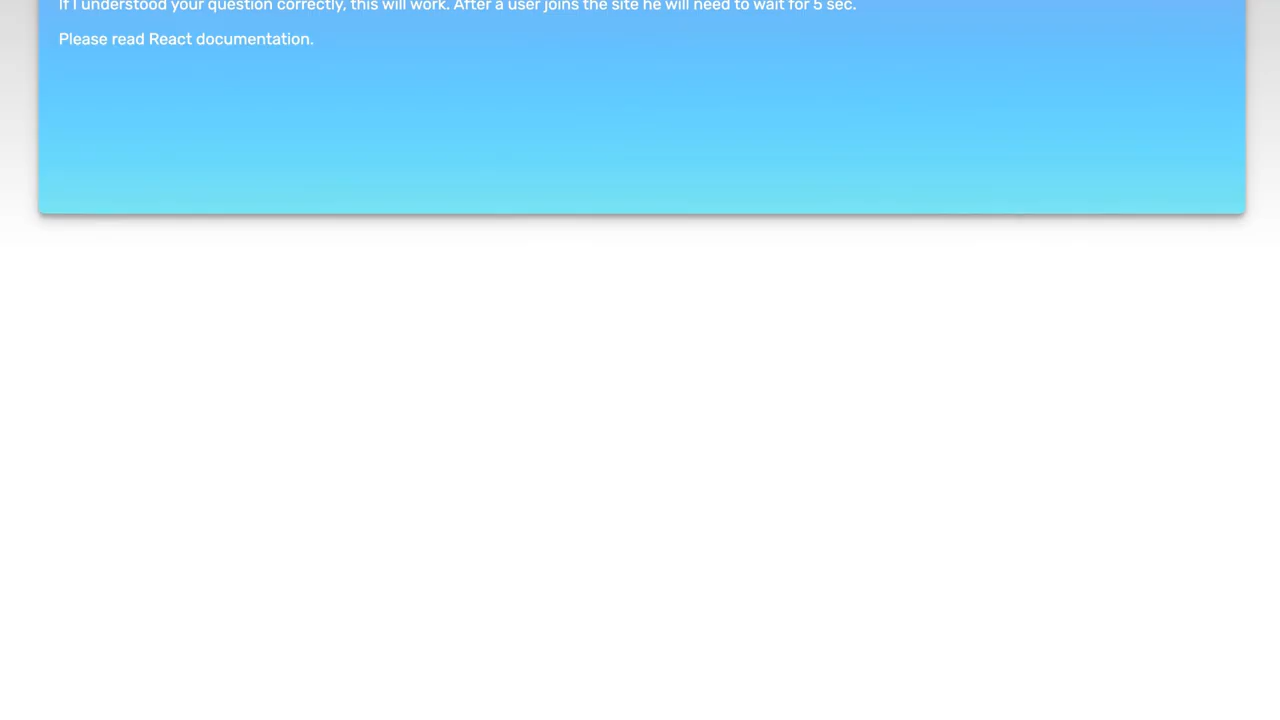 If I understood your question correctly, this will work. After a user joins the site he will need to wait for 5 sec.
Please read React documentation.